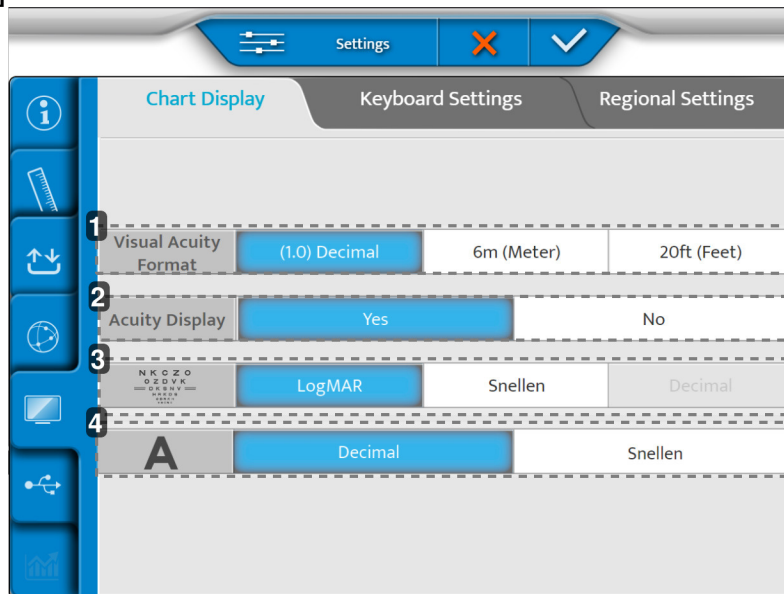 Settings
Chart Display Keyboard Settings Regional Settings
1
Visual Acuity
Format
(1.0) Decimal 6m (Meter) 20ft (Feet)
2
Acuity Display Yes No
3
N K C Z O
O Z D V K
LogMAR Snellen Decimal
4
A Decimal Snellen